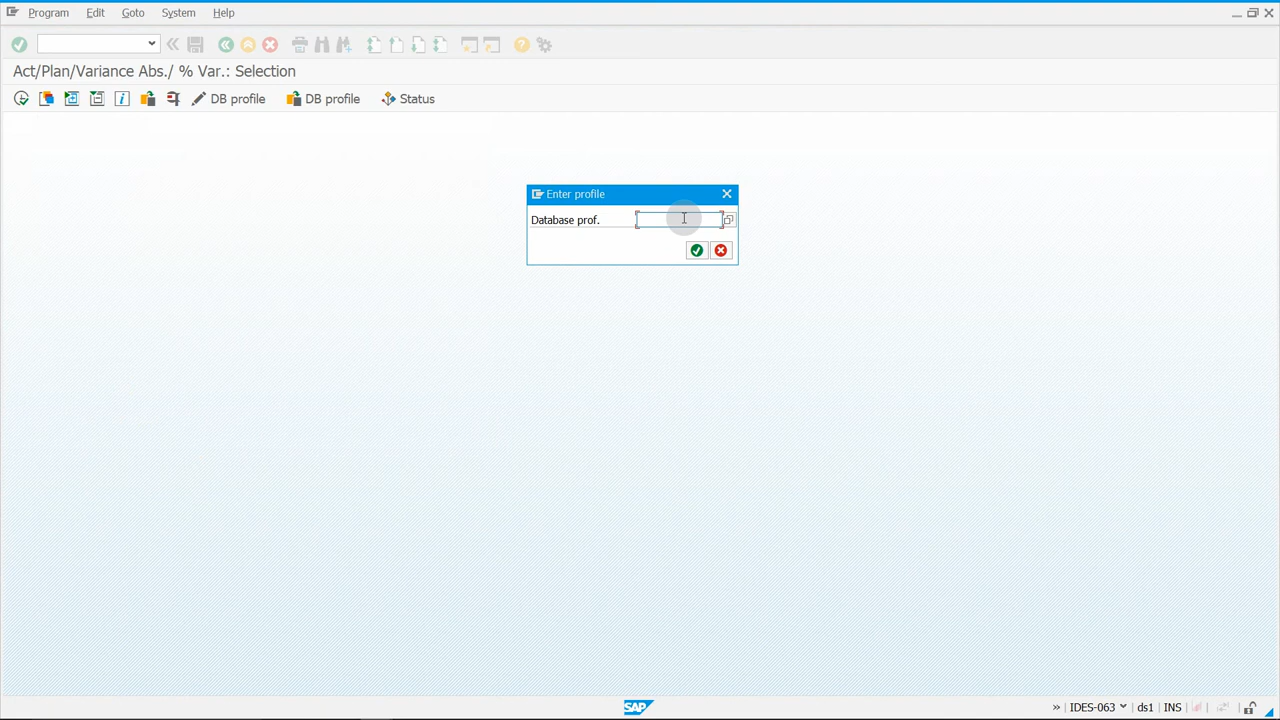 Program Edit Goto System Help
Act/Plan/Variance Abs./ % Var.: Selection
DB profile DB profile Status
Enter profile
Database prof.
SAP » IDES-063 ds1 INS